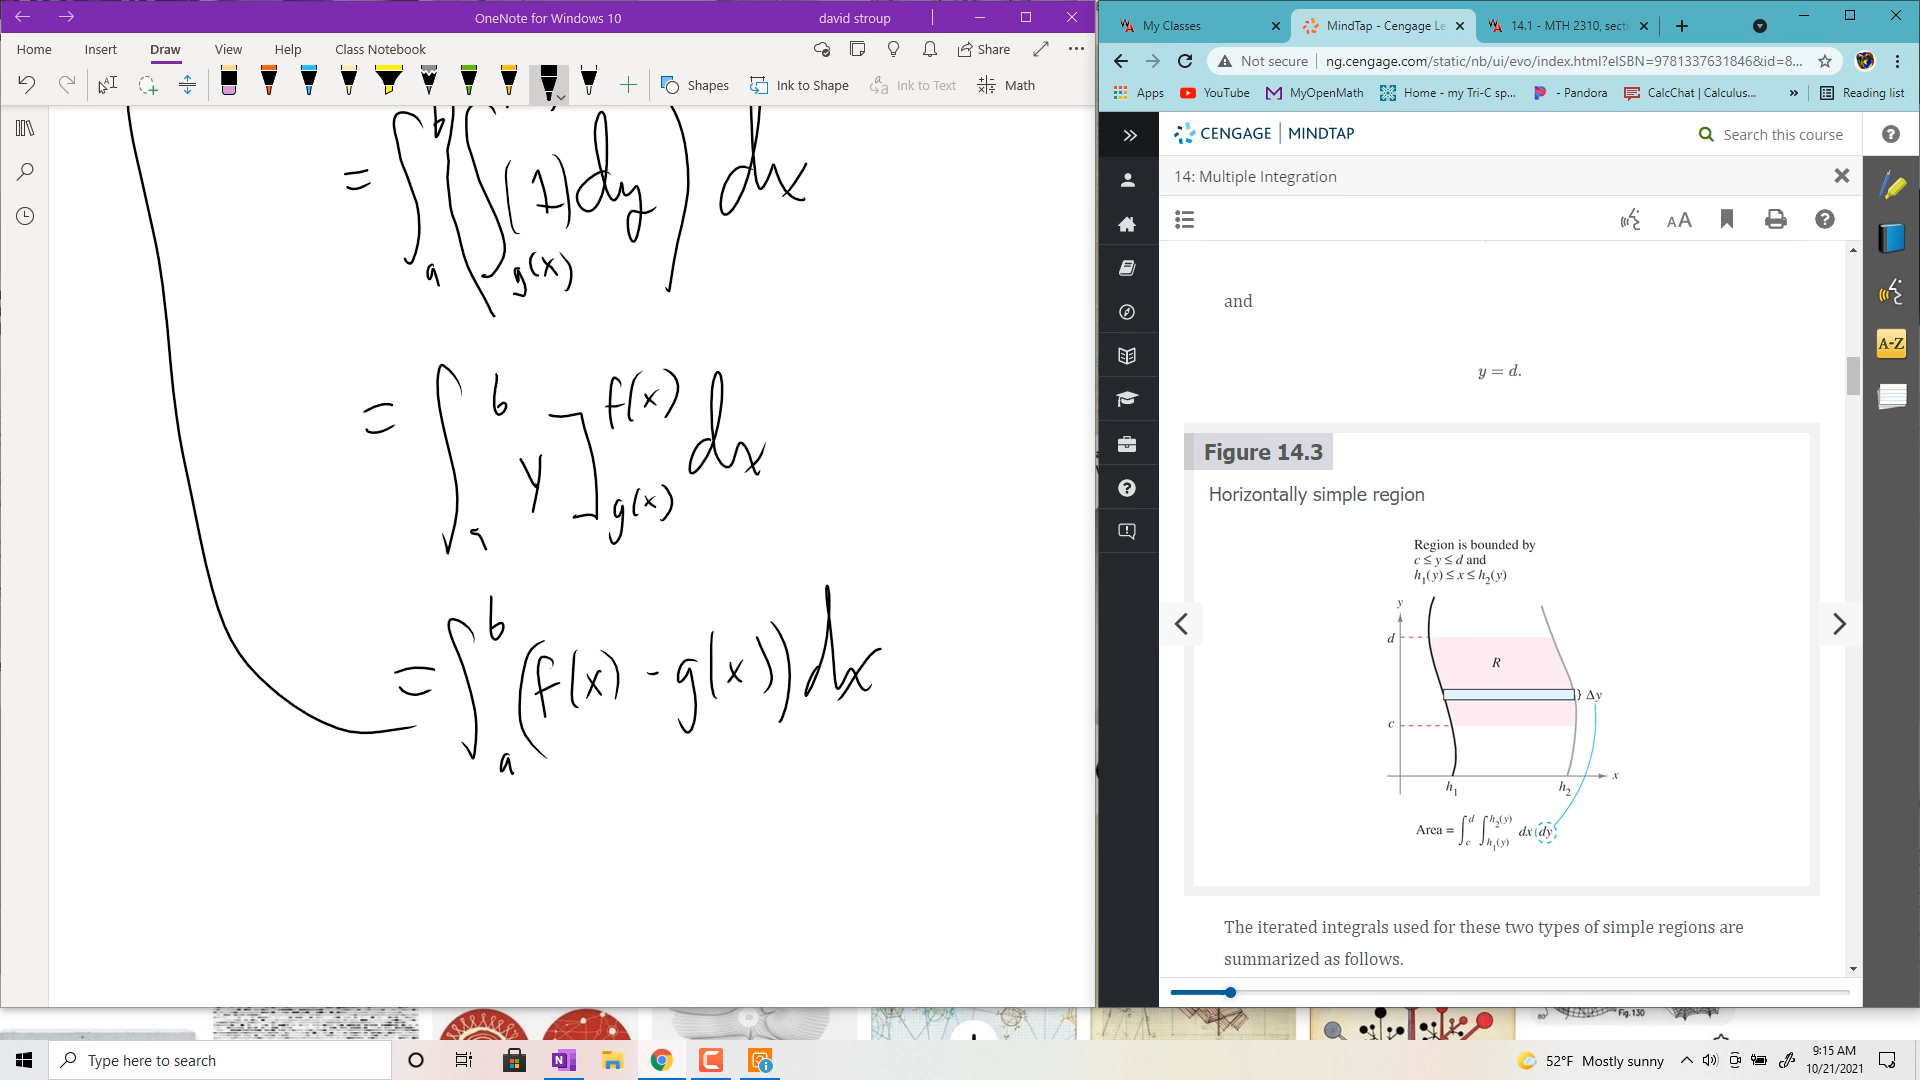 OneNote for Windows 10
david stroup
Home Insert Draw View Help Class Notebook
Share
Shapes Ink to Shape Ink to Text Math
= ∫ b a ( ∫ g(x) (1) dy ) dx
= ∫ b a y ] f(x) g(x) dx
= ∫ b a (f(x) - g(x)) dx
My Classes
MindTap - Cengage Le
14.1 - MTH 2310, secti
Not secure
ng.cengage.com/static/nb/ui/evo/index.html?eISBN=9781337631846&id=8...
Apps YouTube MyOpenMath Home - my Tri-C sp... - Pandora CalcChat | Calculus... » Reading list
CENGAGE | MINDTAP
Search this course
14: Multiple Integration
AA
A-Z
and
y = d.
Figure 14.3
Horizontally simple region
Region is bounded by
c ≤ y ≤ d and
h₁(y) ≤ x ≤ h₂(y)
y
d
R
} Δy
c
x
h₁ h₂
Area = ∫ d c ∫ h₂(y) h₁(y) dx dy
The iterated integrals used for these two types of simple regions are
summarized as follows.
Fig. 130
Type here to search
52°F Mostly sunny
9:15 AM
10/21/2021